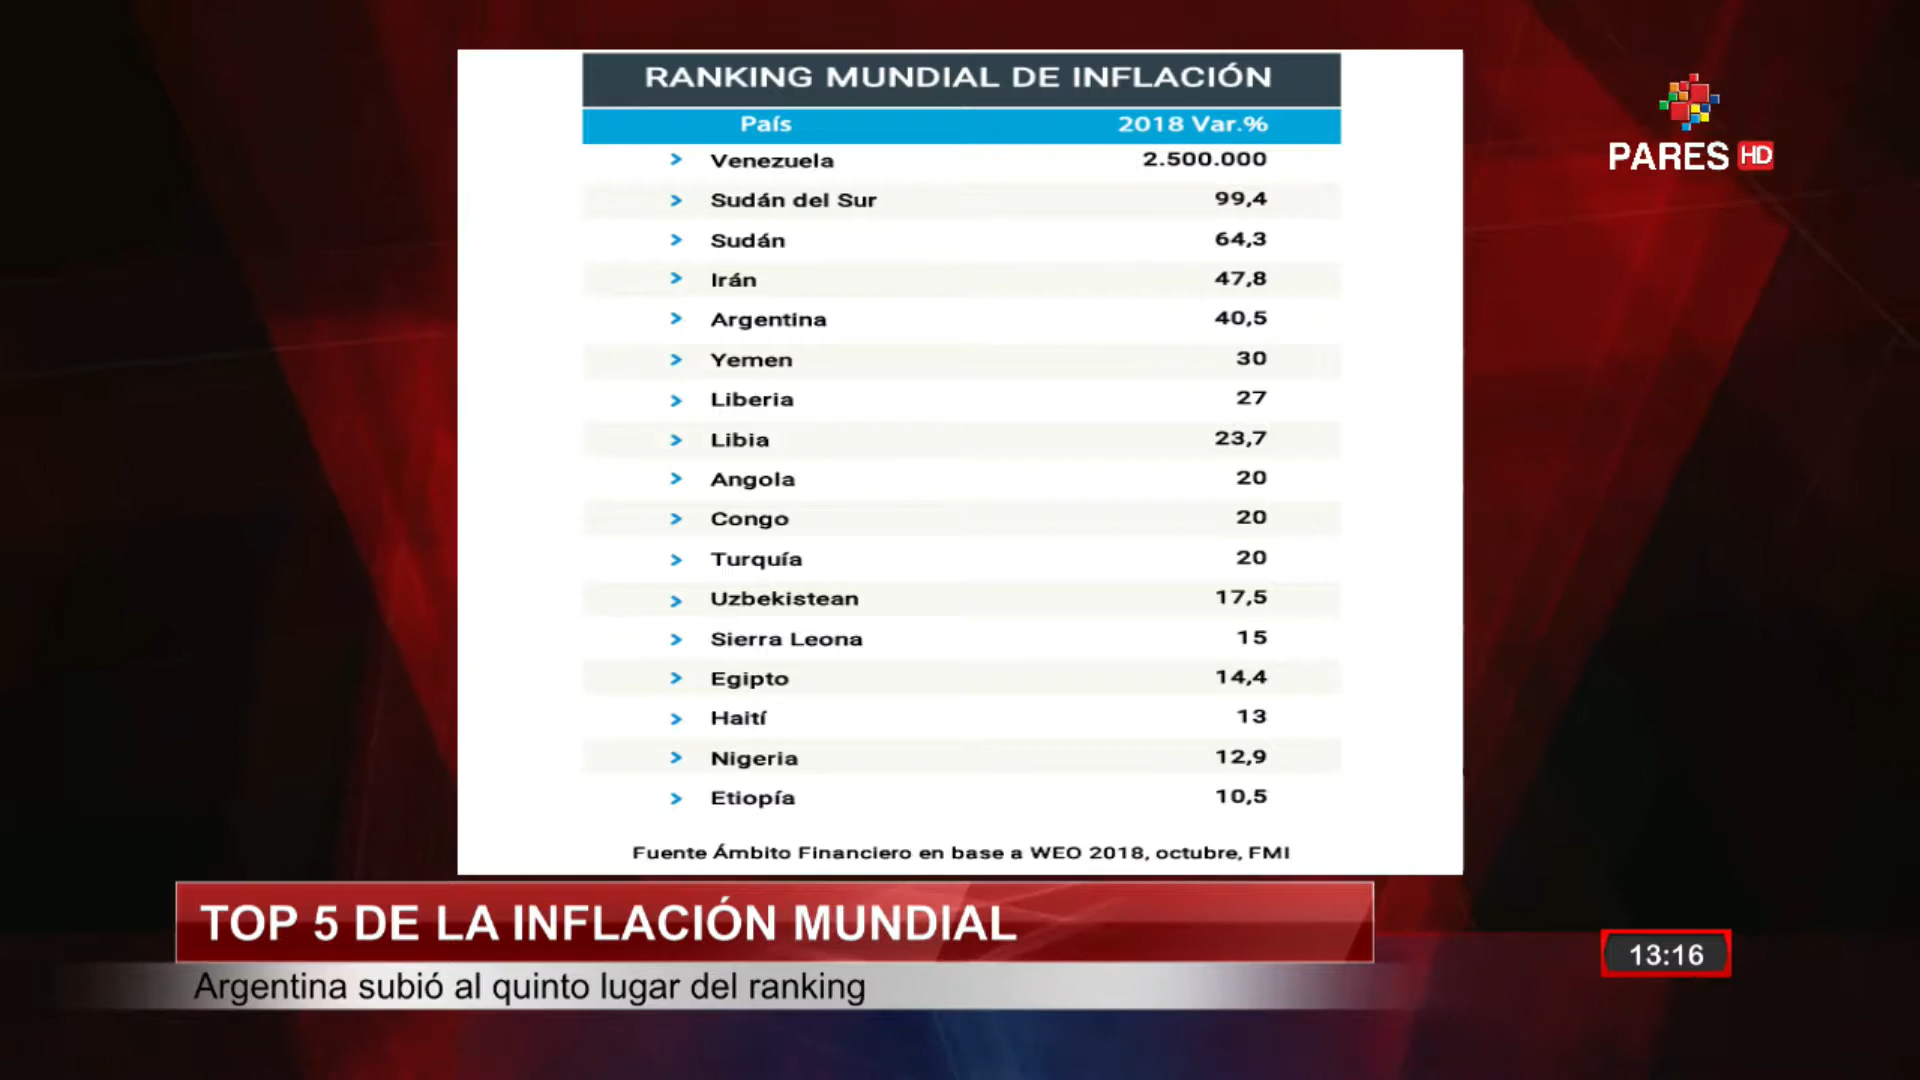 RANKING MUNDIAL DE INFLACIÓN
País 2018 Var.%
Venezuela 2.500.000
Sudán del Sur 99,4
Sudán 64,3
Irán 47,8
Argentina 40,5
Yemen 30
Liberia 27
Libia 23,7
Angola 20
Congo 20
Turquía 20
Uzbekistean 17,5
Sierra Leona 15
Egipto 14,4
Haití 13
Nigeria 12,9
Etiopía 10,5
Fuente Ámbito Financiero en base a WEO 2018, octubre, FMI
PARES HD
TOP 5 DE LA INFLACIÓN MUNDIAL
Argentina subió al quinto lugar del ranking
13:16